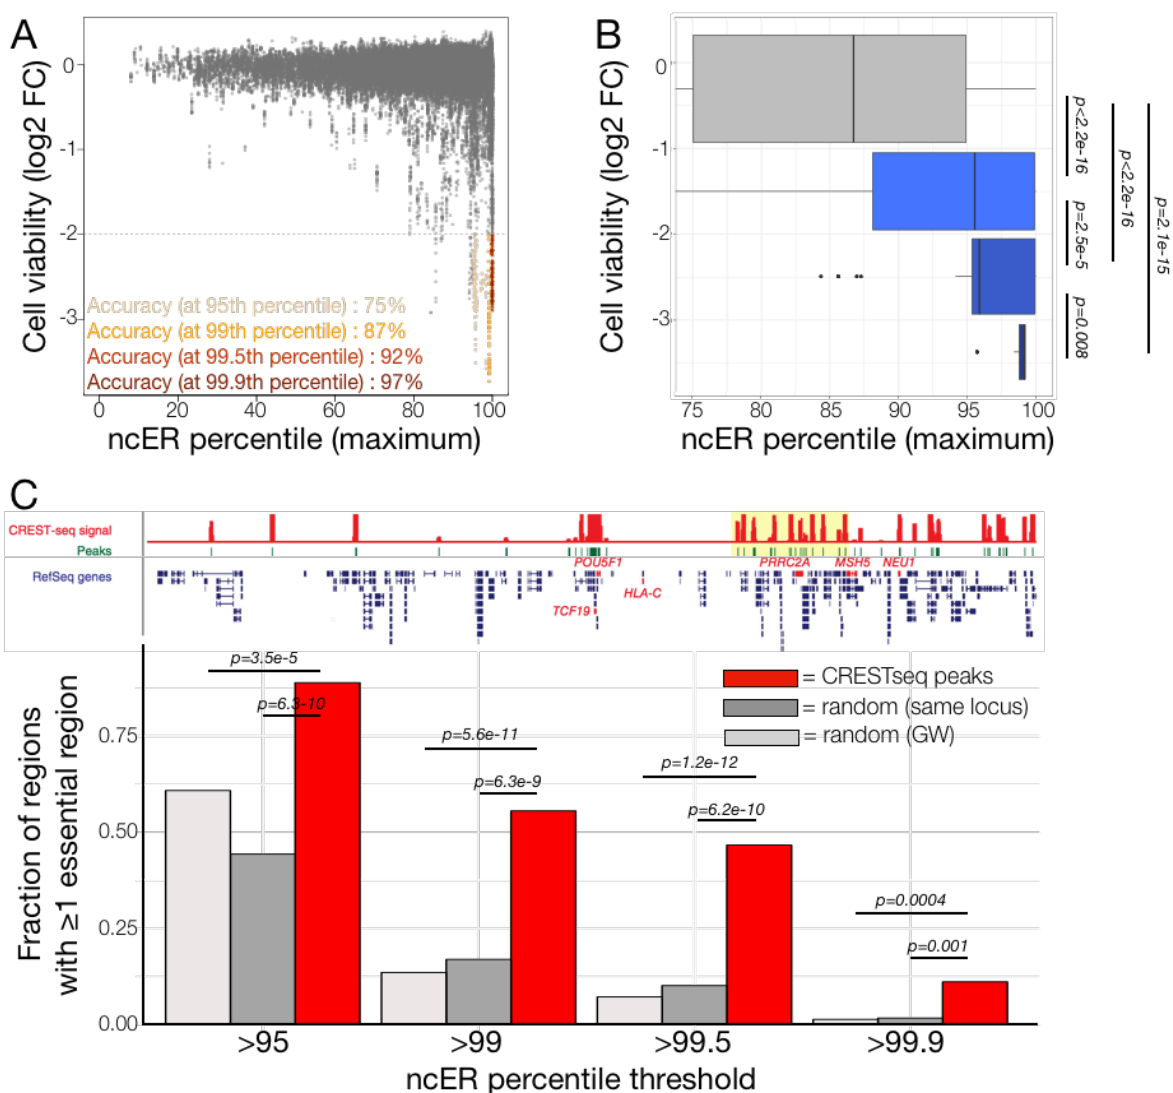 A
Cell viability (log2 FC)
0
-1
-2
-3
Accuracy (at 95th percentile) : 75%
Accuracy (at 99th percentile) : 87%
Accuracy (at 99.5th percentile) : 92%
Accuracy (at 99.9th percentile) : 97%
0 20 40 60 80 100
ncER percentile (maximum)
B
Cell viability (log2 FC)
0
-1
-2
-3
p<2.2e-16
p=2.5e-5
p=0.008
p<2.2e-16
p=2.1e-15
75 80 85 90 95 100
ncER percentile (maximum)
C
CREST-seq signal
Peaks
RefSeq genes
POU5F1
PRRC2A
MSH5
NEU1
HLA-C
TCF19
Fraction of regions
with ≥1 essential region
0.75
0.50
0.25
0.00
p=3.5e-5
p=6.3-10
p=5.6e-11
p=6.3e-9
p=1.2e-12
p=6.2e-10
p=0.0004
p=0.001
= CRESTseq peaks
= random (same locus)
= random (GW)
>95 >99 >99.5 >99.9
ncER percentile threshold